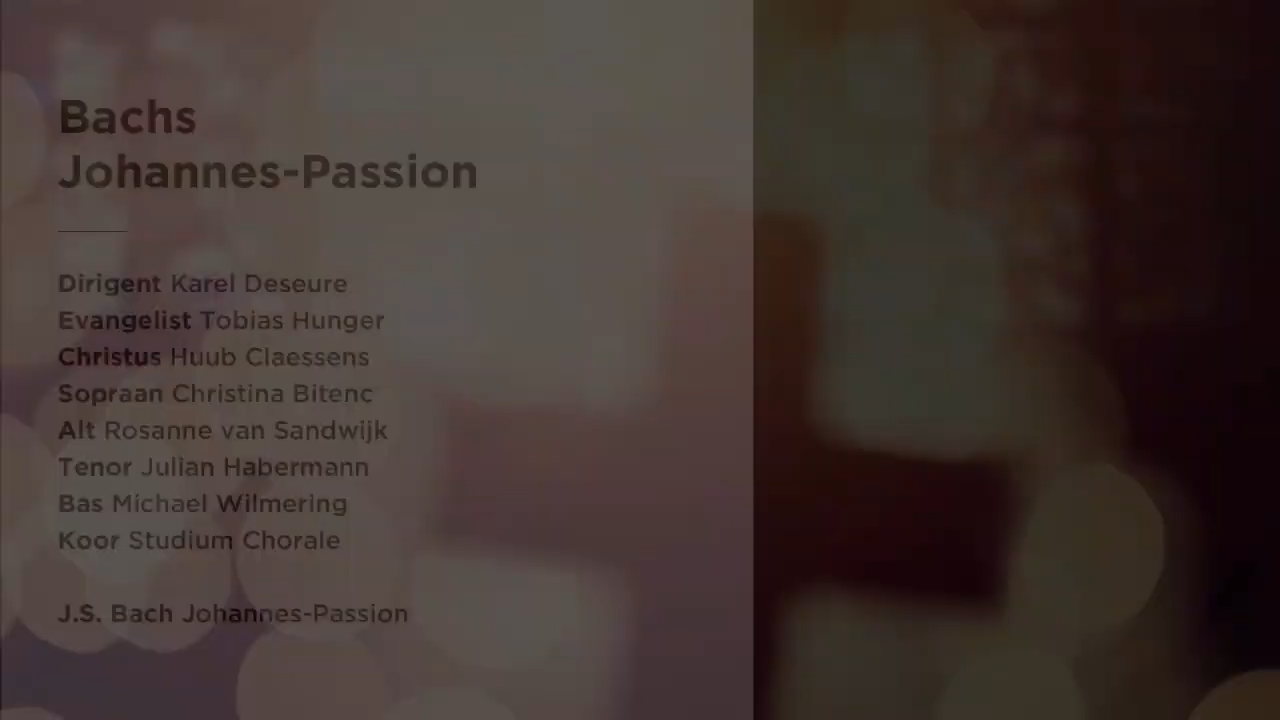 Bachs
Johannes-Passion
Dirigent Karel Deseure
Evangelist Tobias Hunger
Christus Huub Claessens
Sopraan Christina Bitenc
Alt Rosanne van Sandwijk
Tenor Julian Habermann
Bas Michael Wilmering
Koor Studium Chorale
J.S. Bach Johannes-Passion